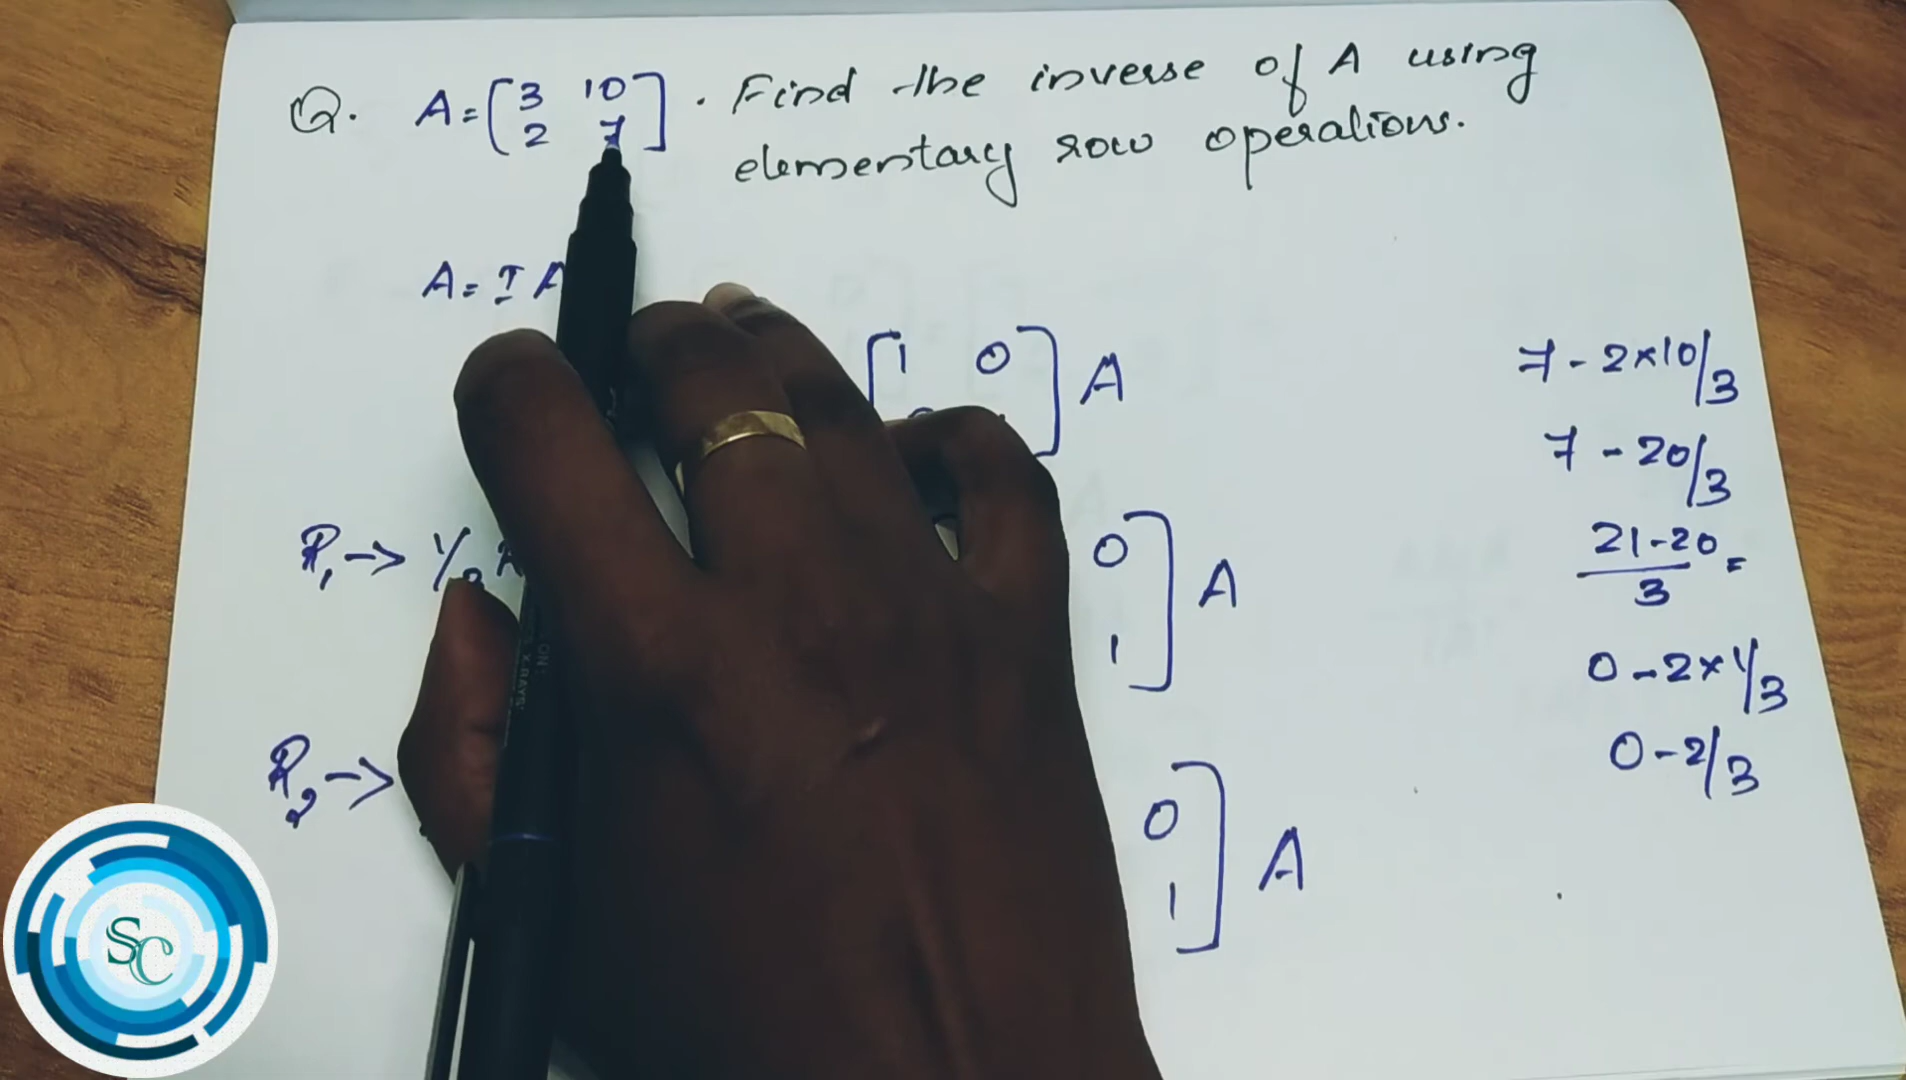 Q. A = [ 3 10 ] . Find the inverse of A using
2 7 elementary row operations.
A = I A
[ 1 0 ] A
R₁ → 1/
0 ] A
1
R₂ →
0 ] A
1
7 - 2×10/3
7 - 20/3
21-20 =
3
0 - 2×1/3
0 - 2/3
SC